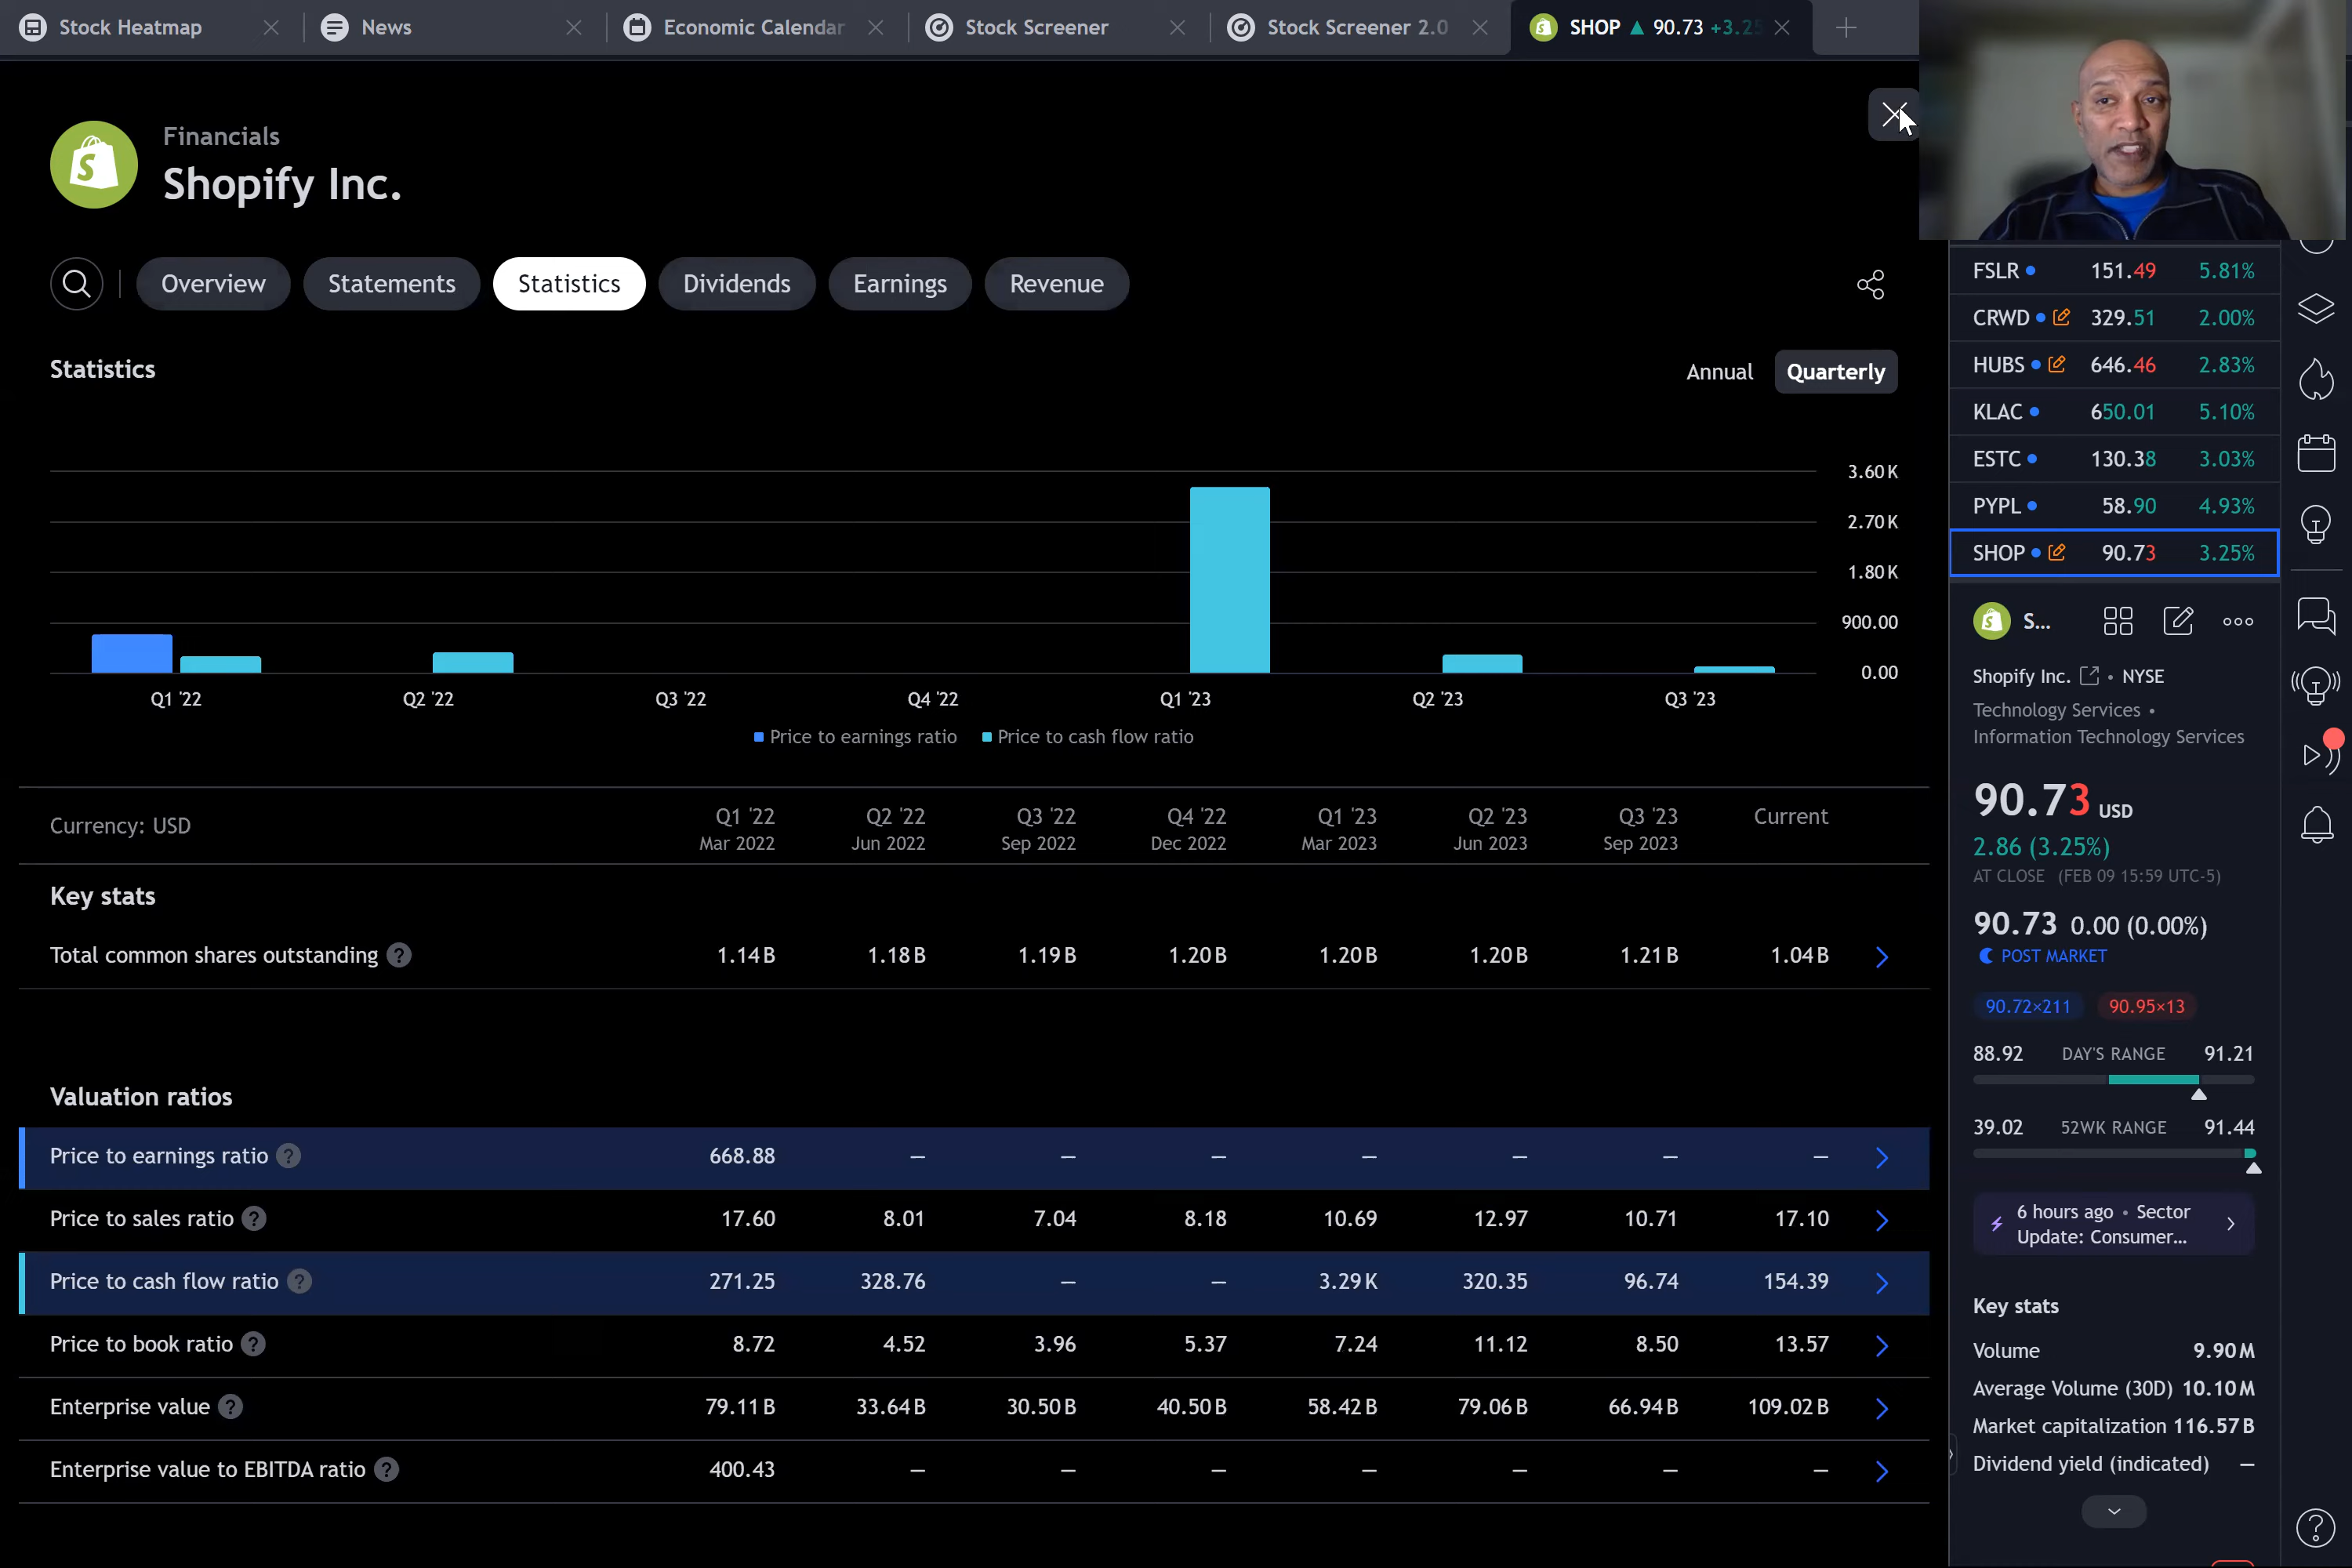 Stock Heatmap
News
Economic Calendar
Stock Screener
Stock Screener 2.0
SHOP ▲ 90.73 +3.25
Financials
Shopify Inc.
Overview Statements Statistics Dividends Earnings Revenue
Statistics
Annual Quarterly
3.60 K
2.70 K
1.80 K
900.00
0.00
Q1 '22 Q2 '22 Q3 '22 Q4 '22 Q1 '23 Q2 '23 Q3 '23
Price to earnings ratio Price to cash flow ratio
Currency: USD Q1 '22 Q2 '22 Q3 '22 Q4 '22 Q1 '23 Q2 '23 Q3 '23 Current
Mar 2022 Jun 2022 Sep 2022 Dec 2022 Mar 2023 Jun 2023 Sep 2023
Key stats
Total common shares outstanding ? 1.14 B 1.18 B 1.19 B 1.20 B 1.20 B 1.20 B 1.21 B 1.04 B
Valuation ratios
Price to earnings ratio ? 668.88 — — — — — — —
Price to sales ratio ? 17.60 8.01 7.04 8.18 10.69 12.97 10.71 17.10
Price to cash flow ratio ? 271.25 328.76 — — 3.29 K 320.35 96.74 154.39
Price to book ratio ? 8.72 4.52 3.96 5.37 7.24 11.12 8.50 13.57
Enterprise value ? 79.11 B 33.64 B 30.50 B 40.50 B 58.42 B 79.06 B 66.94 B 109.02 B
Enterprise value to EBITDA ratio ? 400.43 — — — — — — —
FSLR 151.49 5.81%
CRWD 329.51 2.00%
HUBS 646.46 2.83%
KLAC 650.01 5.10%
ESTC 130.38 3.03%
PYPL 58.90 4.93%
SHOP 90.73 3.25%
S...
Shopify Inc. • NYSE
Technology Services •
Information Technology Services
90.73 USD
2.86 (3.25%)
AT CLOSE (FEB 09 15:59 UTC-5)
90.73 0.00 (0.00%)
POST MARKET
90.72×211 90.95×13
88.92 DAY'S RANGE 91.21
39.02 52WK RANGE 91.44
6 hours ago • Sector
Update: Consumer...
Key stats
Volume 9.90 M
Average Volume (30D) 10.10 M
Market capitalization 116.57 B
Dividend yield (indicated) —